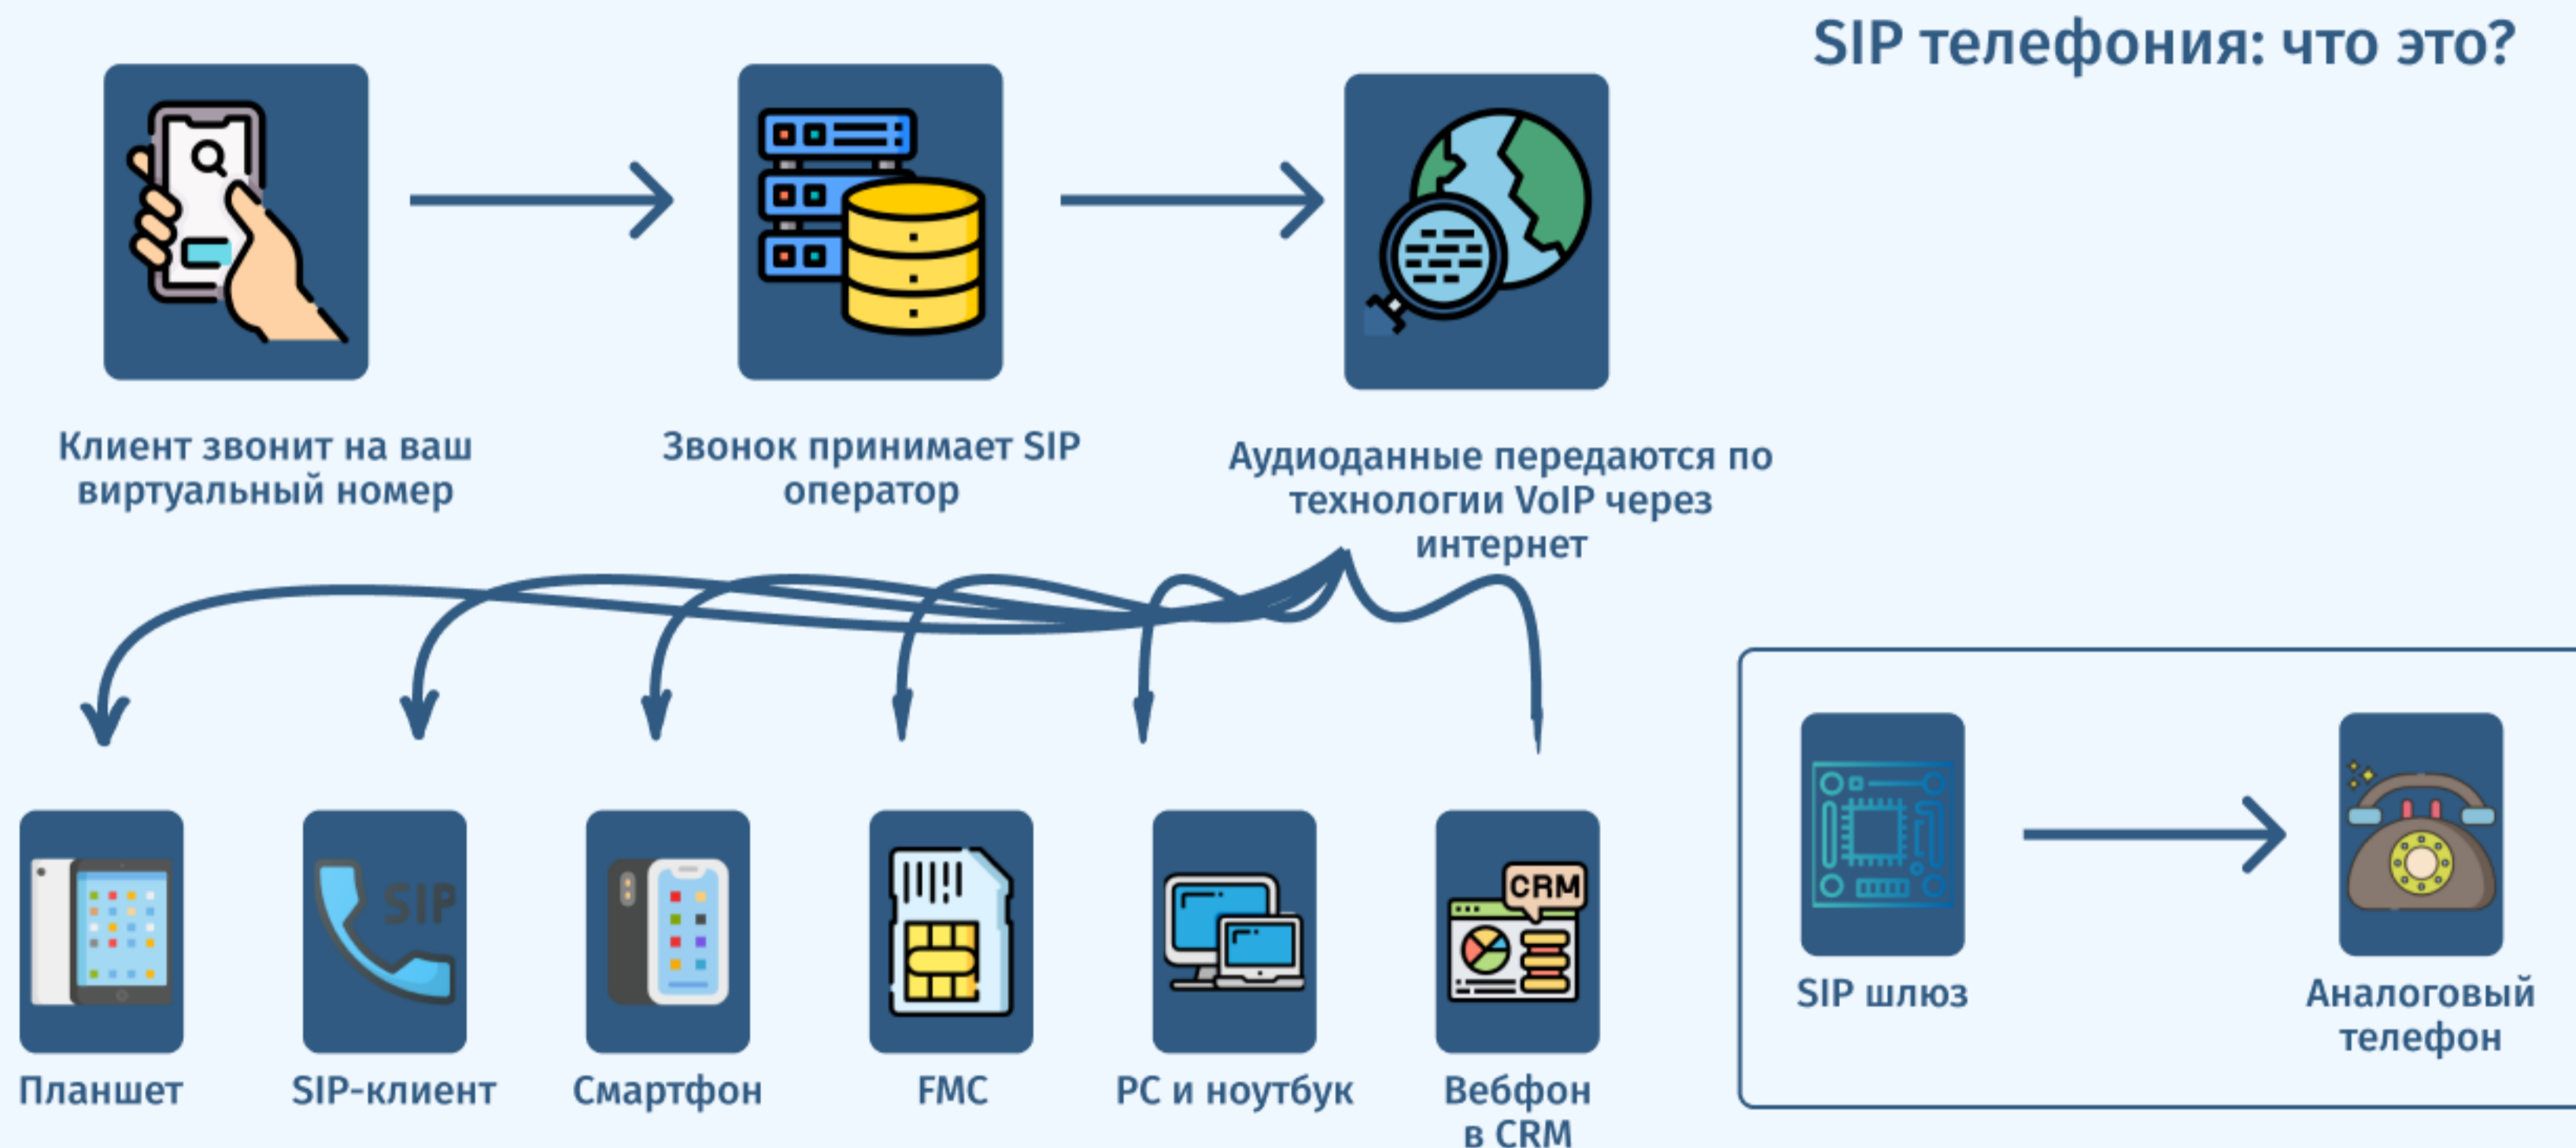 SIP телефония: что это?
Клиент звонит на ваш
виртуальный номер
Звонок принимает SIP
оператор
Аудиоданные передаются по
технологии VoIP через
интернет
SIP
CRM
Планшет
SIP-клиент
Смартфон
FMC
PC и ноутбук
Вебфон
в CRM
SIP шлюз
Аналоговый
телефон